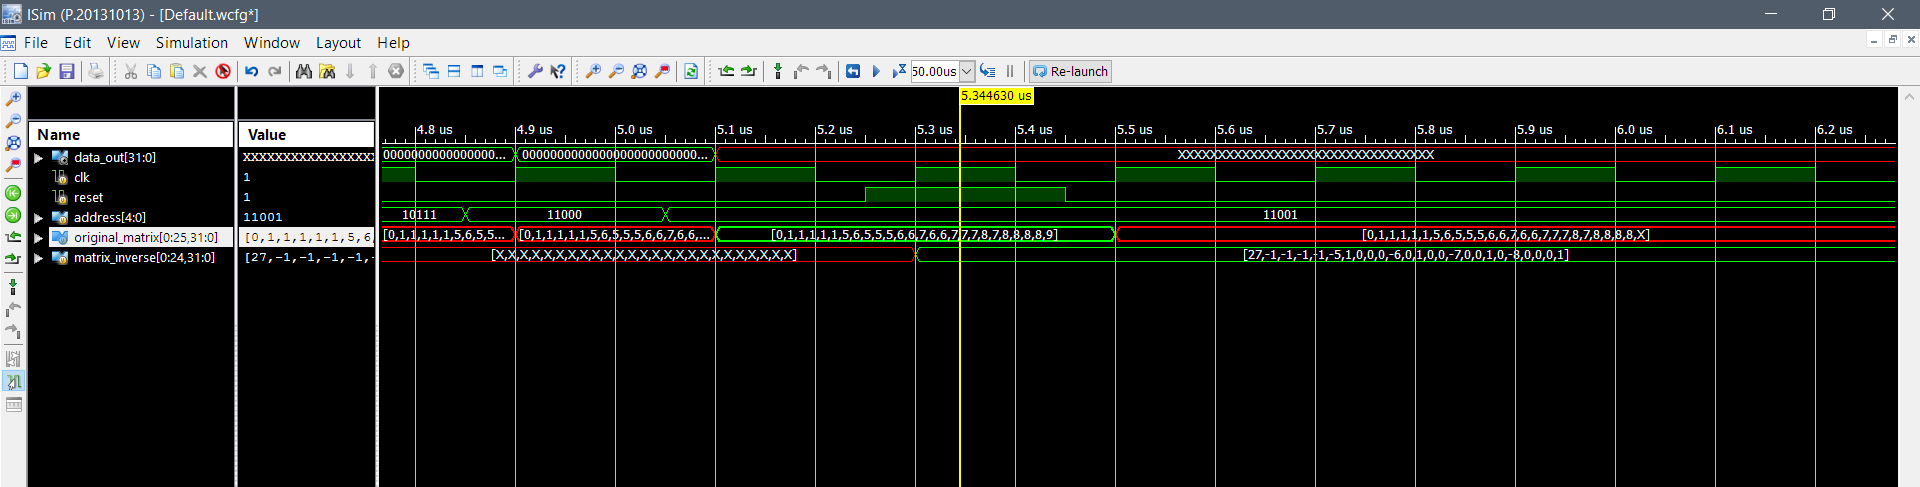 ISim (P.20131013) - [Default.wcfg*]
File Edit View Simulation Window Layout Help
50.00us Re-launch
5.344630 us
Name Value
4.8 us 4.9 us 5.0 us 5.1 us 5.2 us 5.3 us 5.4 us 5.5 us 5.6 us 5.7 us 5.8 us 5.9 us 6.0 us 6.1 us 6.2 us
data_out[31:0] XXXXXXXXXXXXXXXXX 0000000000000000... 000000000000000000000000... XXXXXXXXXXXXXXXXXXXXXXXXXXXXXXXX
clk 1
reset 1
address[4:0] 11001 10111 11000 11001
original_matrix[0:25,31:0] [0,1,1,1,1,1,5,6, [0,1,1,1,1,1,5,6,5,5... [0,1,1,1,1,1,5,6,5,5,5,6,6,7,6,6,... [0,1,1,1,1,1,5,6,5,5,5,6,6,7,6,6,7,7,7,8,7,8,8,8,8,9] [0,1,1,1,1,1,5,6,5,5,5,6,6,7,6,6,7,7,7,8,7,8,8,8,8,X]
matrix_inverse[0:24,31:0] [27,-1,-1,-1,-1,- [X,X,X,X,X,X,X,X,X,X,X,X,X,X,X,X,X,X,X,X,X,X,X,X,X] [27,-1,-1,-1,-1,-5,1,0,0,0,-6,0,1,0,0,-7,0,0,1,0,-8,0,0,0,1]